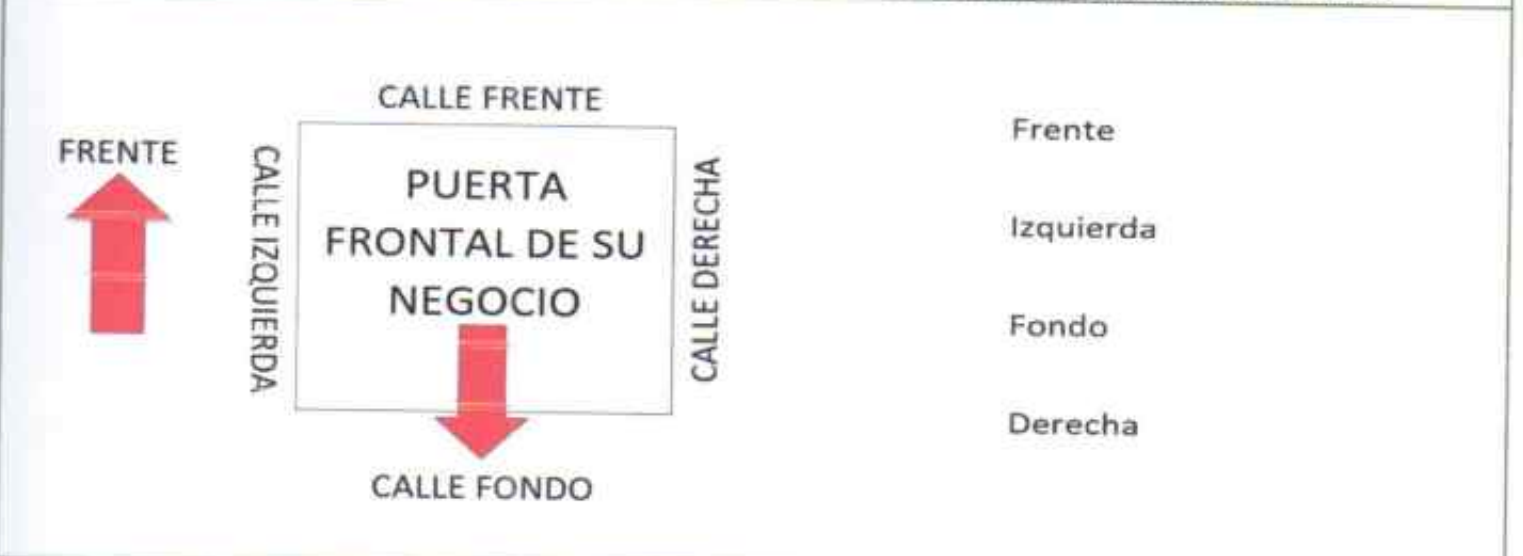 CALLE FRENTE
FRENTE
CALLE IZQUIERDA
PUERTA
FRONTAL DE SU
NEGOCIO
CALLE DERECHA
CALLE FONDO
Frente
Izquierda
Fondo
Derecha